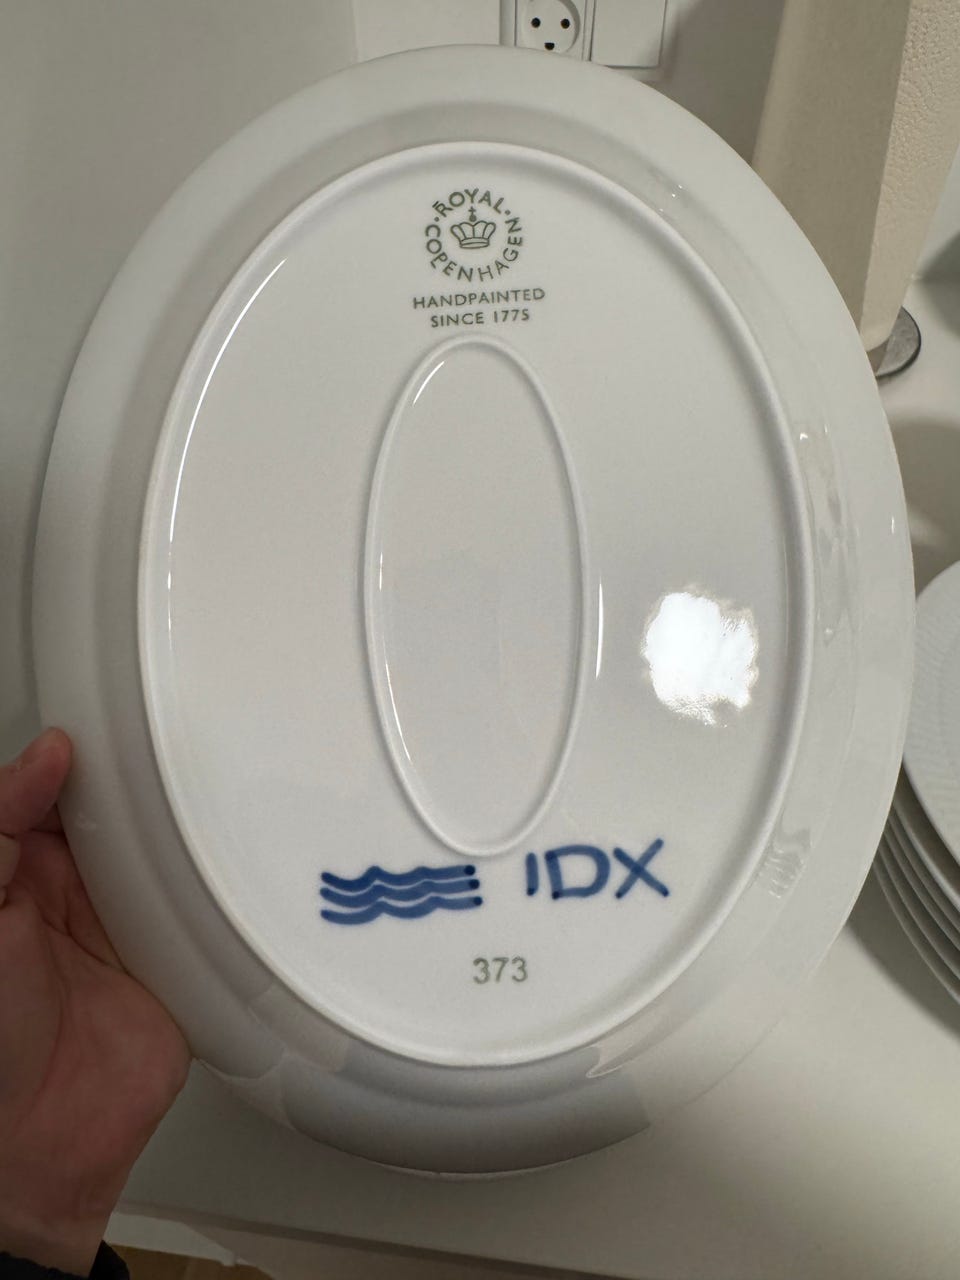 ROYAL COPENHAGEN
HANDPAINTED
SINCE 1775
IDX
373